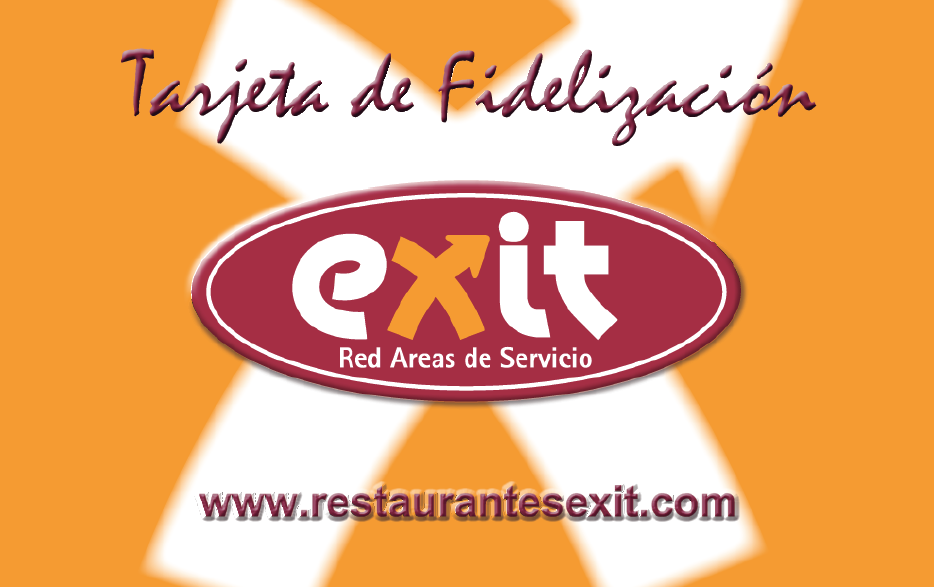 Tarjeta de Fidelización
exit
Red Areas de Servicio
www.restaurantesexit.com